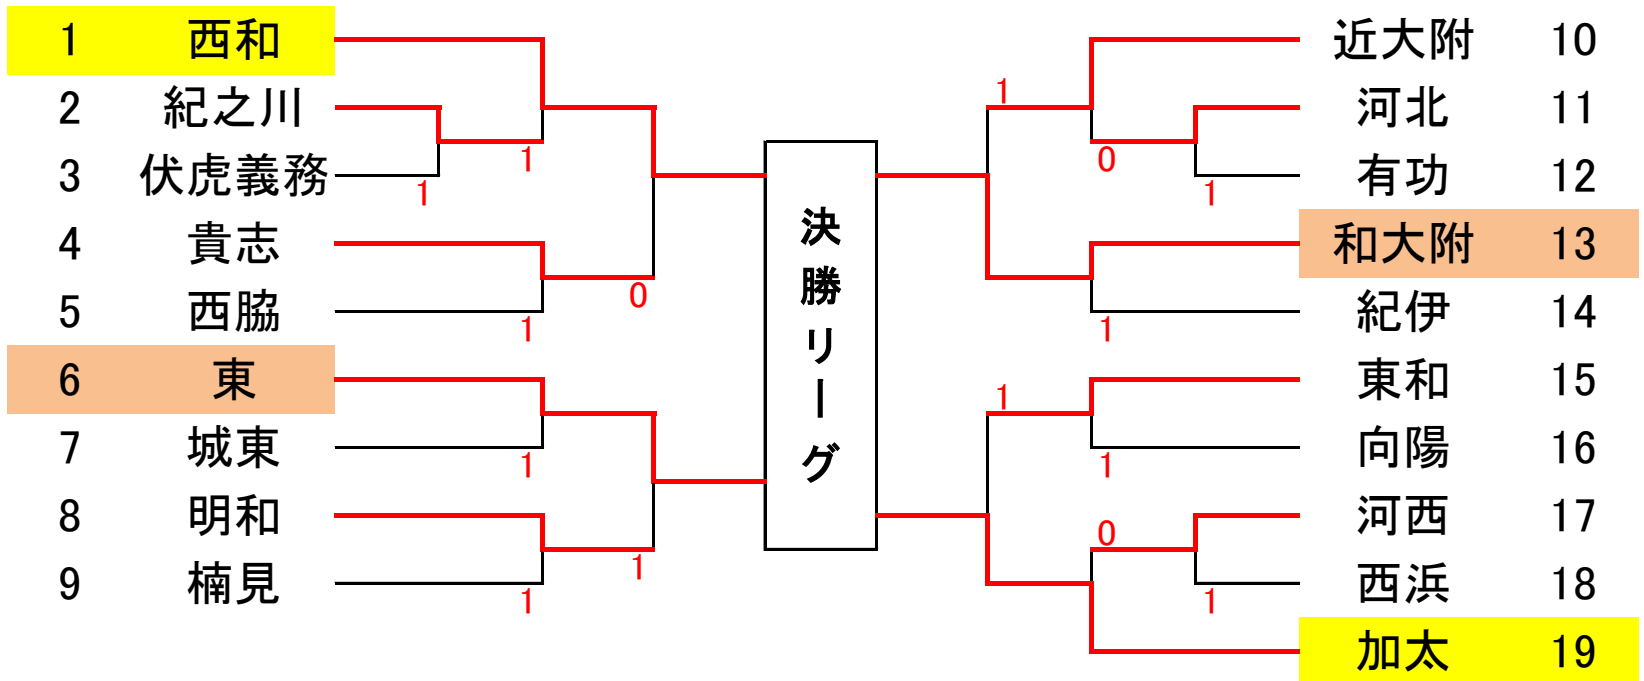 1 西和
2 紀之川
3 伏虎義務
4 貴志
5 西脇
6 東
7 城東
8 明和
9 楠見
1
1
0
1
1
1
1
決勝リーグ
1
0
1
1
1
1
0
1
近大附 10
河北 11
有功 12
和大附 13
紀伊 14
東和 15
向陽 16
河西 17
西浜 18
加太 19